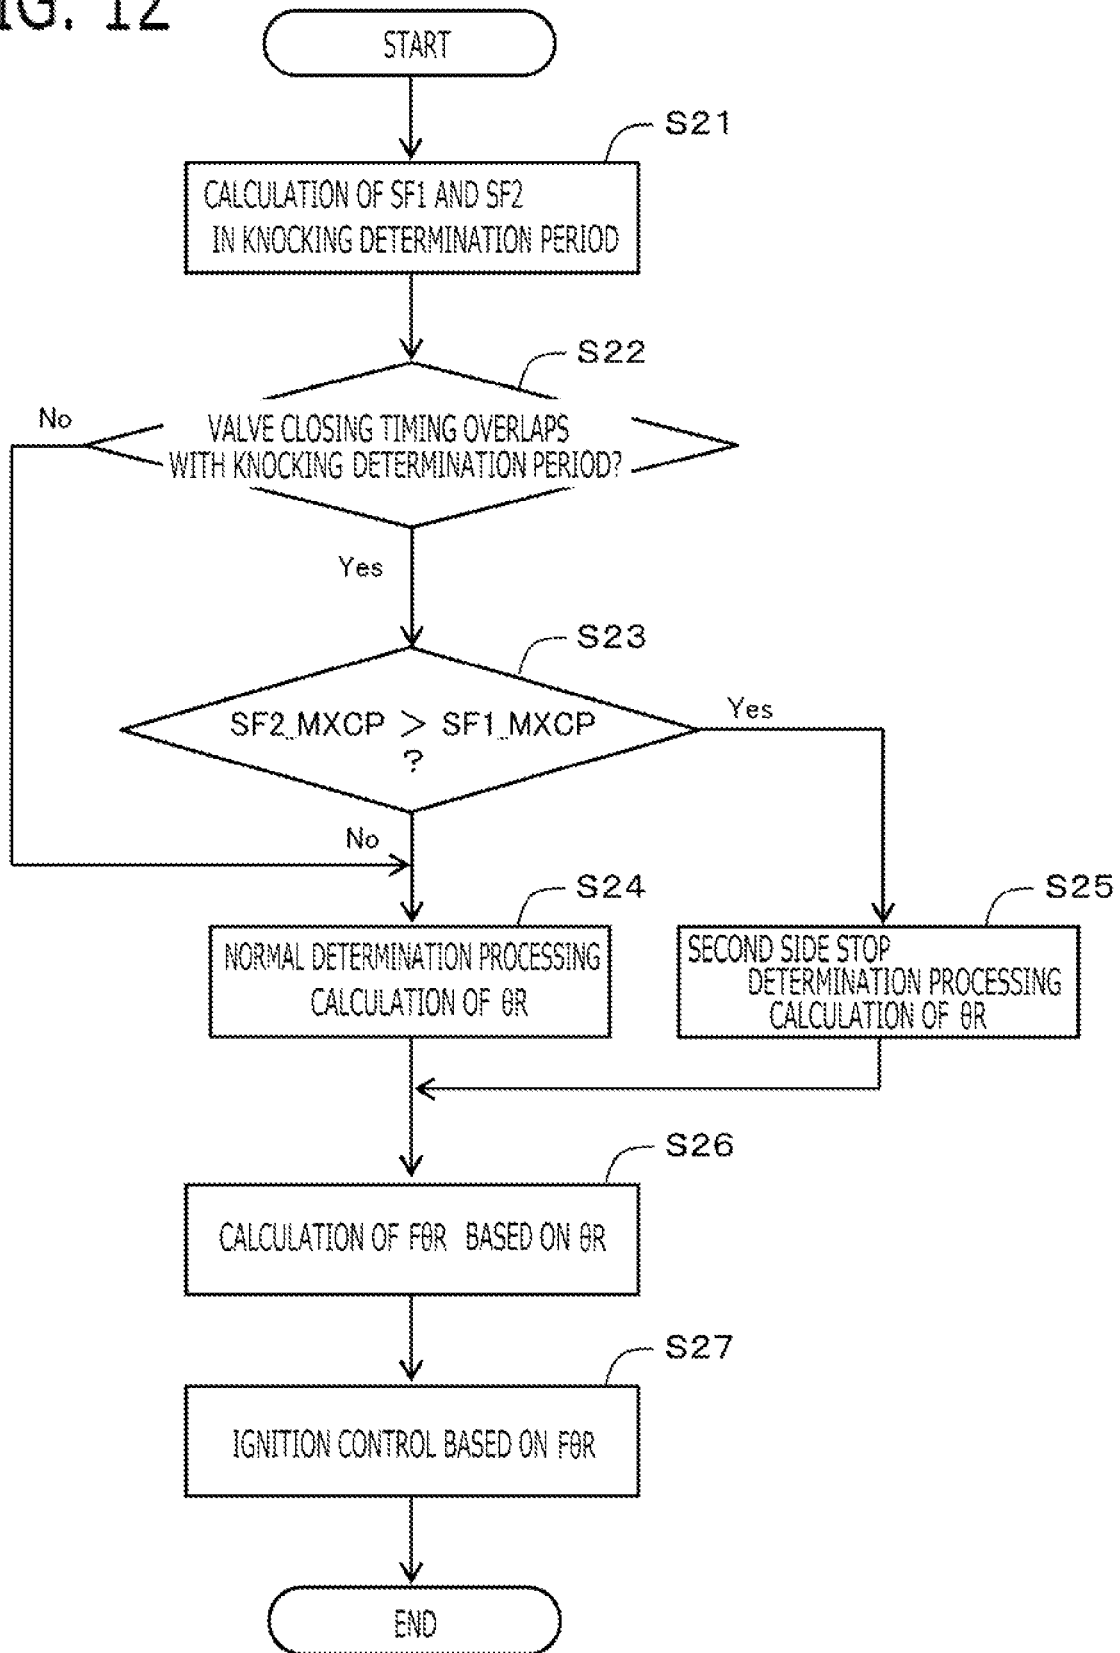 FIG. 12
START
S21
CALCULATION OF SF1 AND SF2
IN KNOCKING DETERMINATION PERIOD
S22
No
VALVE CLOSING TIMING OVERLAPS
WITH KNOCKING DETERMINATION PERIOD?
Yes
S23
SF2_MXCP > SF1_MXCP
?
Yes
No
S24
S25
NORMAL DETERMINATION PROCESSING
CALCULATION OF θR
SECOND SIDE STOP
DETERMINATION PROCESSING
CALCULATION OF θR
S26
CALCULATION OF FθR BASED ON θR
S27
IGNITION CONTROL BASED ON FθR
END